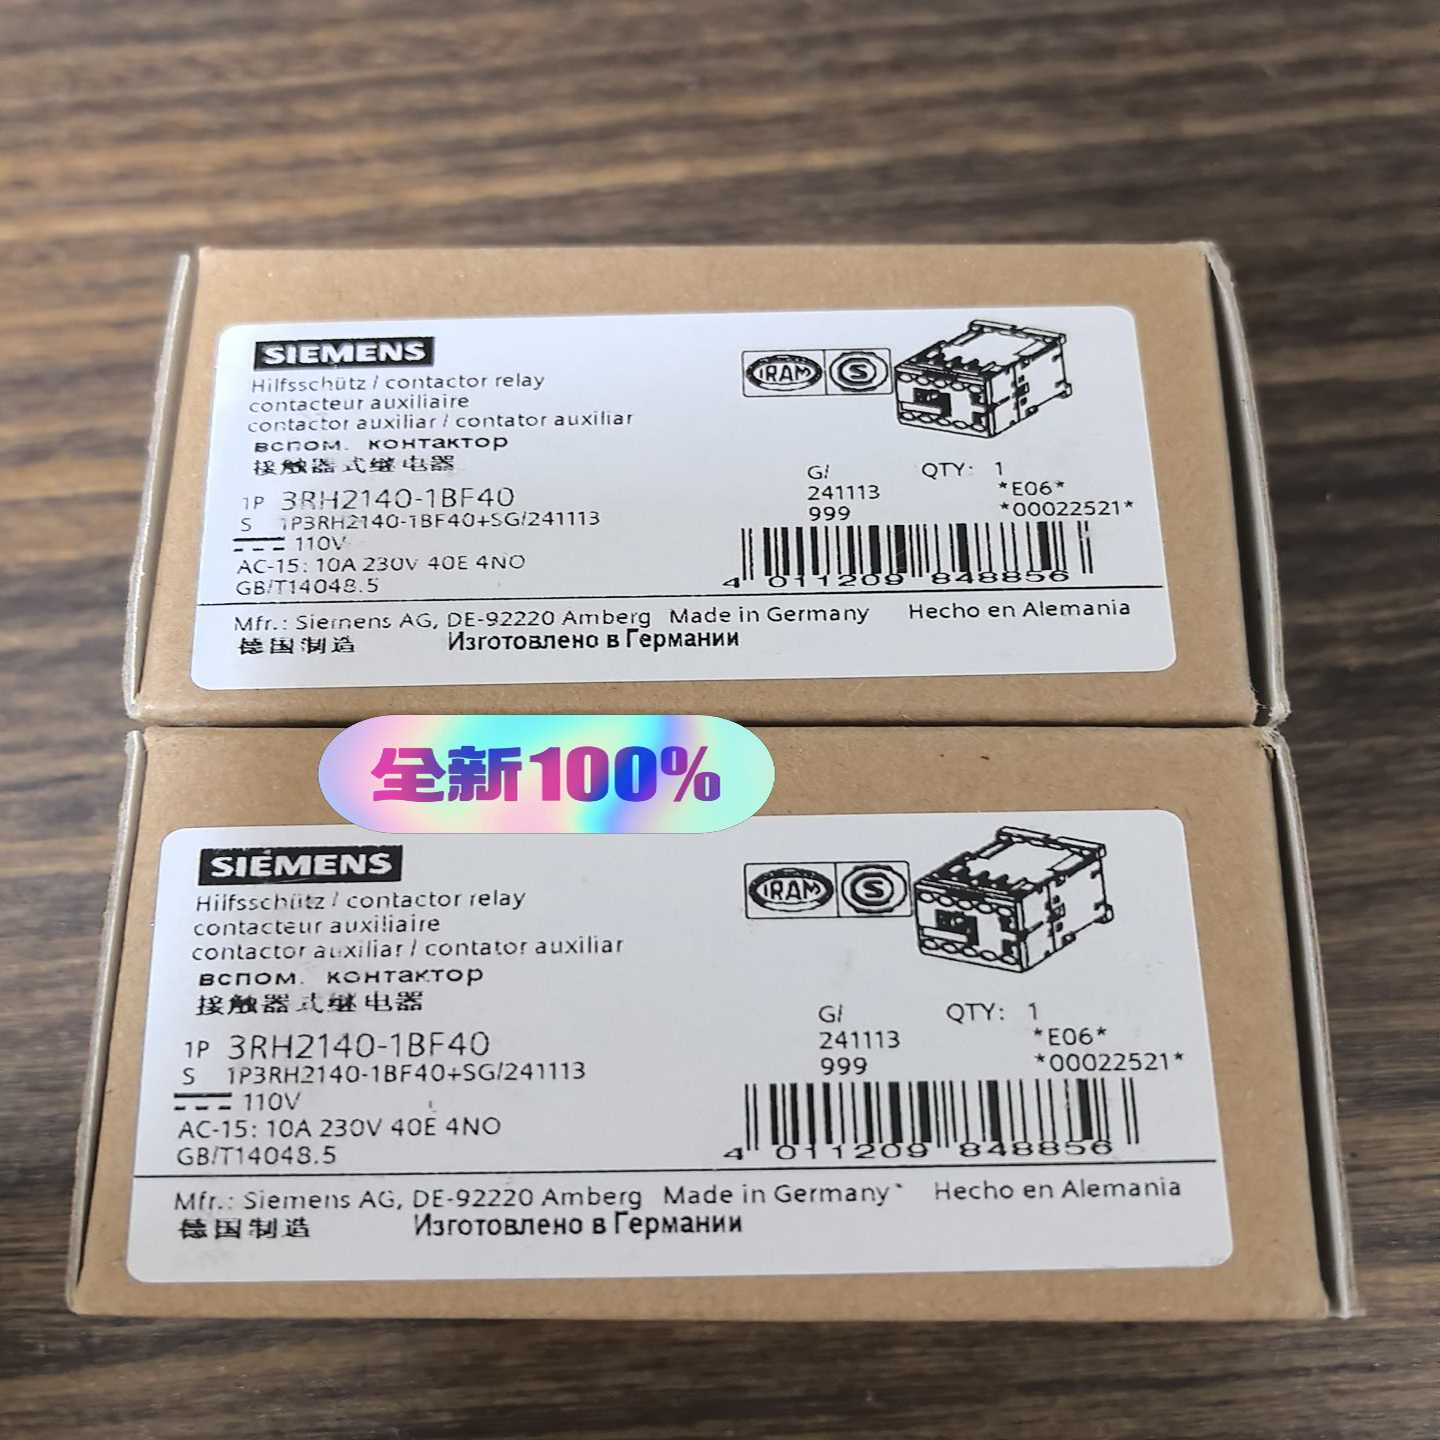 SIEMENS
Hilfsschütz / contactor relay
contacteur auxiliaire
contactor auxiliar / contator auxiliar
вспом. контактор
接触器式继电器
IRAM S
1P 3RH2140-1BF40
S 1P3RH2140-1BF40+SG/241113
110V
AC-15: 10A 230V 40E 4NO
GB/T14048.5
G/ QTY: 1
241113 *E06*
999 *00022521*
4 011209 848856
Mfr.: Siemens AG, DE-92220 Amberg Made in Germany Hecho en Alemania
德国制造 Изготовлено в Германии
全新100%
SIEMENS
Hilfsschütz / contactor relay
contacteur auxiliaire
contactor auxiliar / contator auxiliar
вспом. контактор
接触器式继电器
IRAM S
1P 3RH2140-1BF40
S 1P3RH2140-1BF40+SG/241113
110V
AC-15: 10A 230V 40E 4NO
GB/T14048.5
G/ QTY: 1
241113 *E06*
999 *00022521*
4 011209 848856
Mfr.: Siemens AG, DE-92220 Amberg Made in Germany Hecho en Alemania
德国制造 Изготовлено в Германии